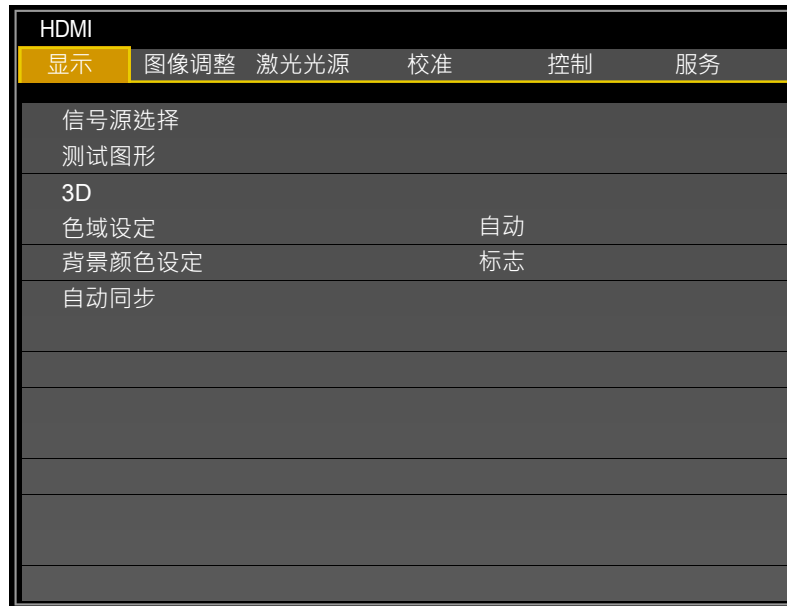 HDMI
显示 图像调整 激光光源 校准 控制 服务
信号源选择
测试图形
3D
色域设定 自动
背景颜色设定 标志
自动同步